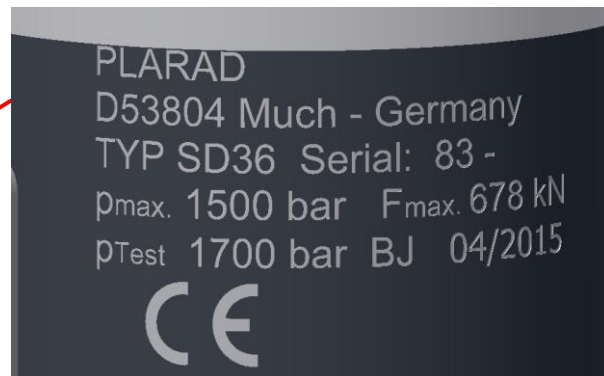 PLARAD
D53804 Much - Germany
TYP SD36 Serial: 83 -
pmax. 1500 bar Fmax. 678 kN
pTest 1700 bar BJ 04/2015
CE